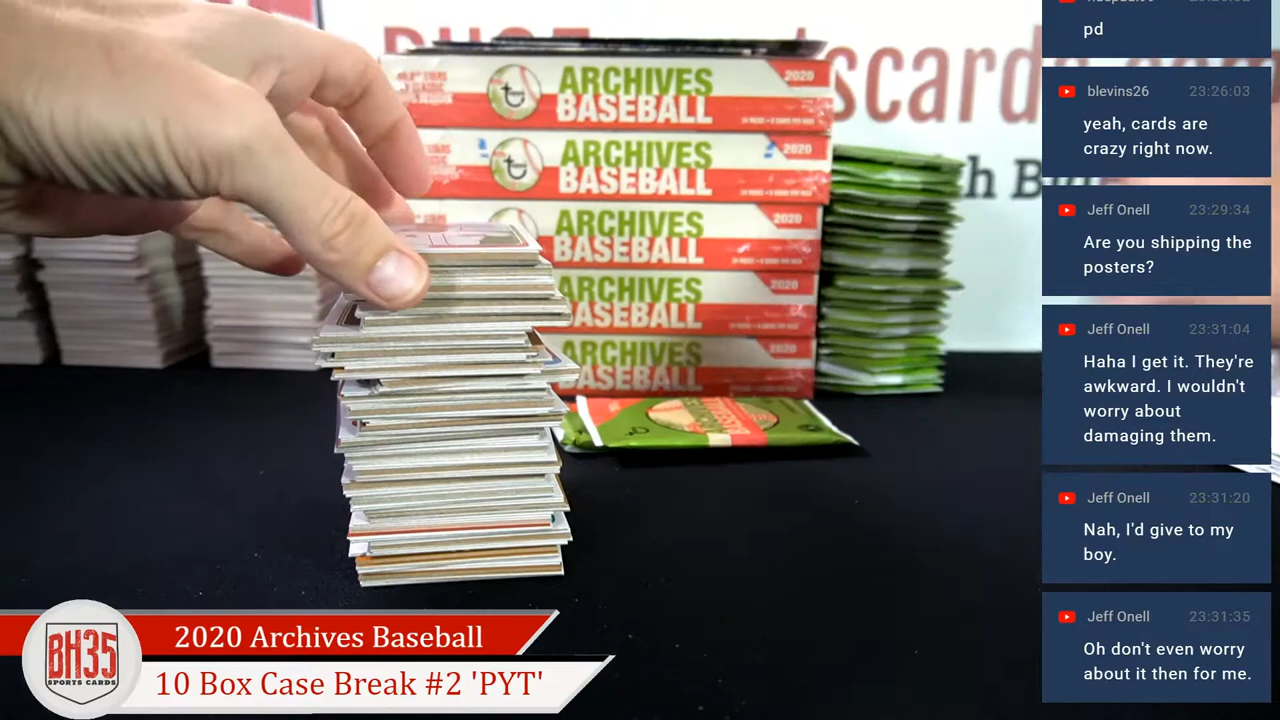 ARCHIVES
BASEBALL
2020
ARCHIVES
BASEBALL
2020
ARCHIVES
BASEBALL
2020
ARCHIVES
BASEBALL
2020
ARCHIVES
BASEBALL
2020
scards
2020 Archives Baseball
10 Box Case Break #2 'PYT'
BH35
SPORTS CARDS
pd
blevins26 23:26:03
yeah, cards are
crazy right now.
Jeff Onell 23:29:34
Are you shipping the
posters?
Jeff Onell 23:31:04
Haha I get it. They're
awkward. I wouldn't
worry about
damaging them.
Jeff Onell 23:31:20
Nah, I'd give to my
boy.
Jeff Onell 23:31:35
Oh don't even worry
about it then for me.